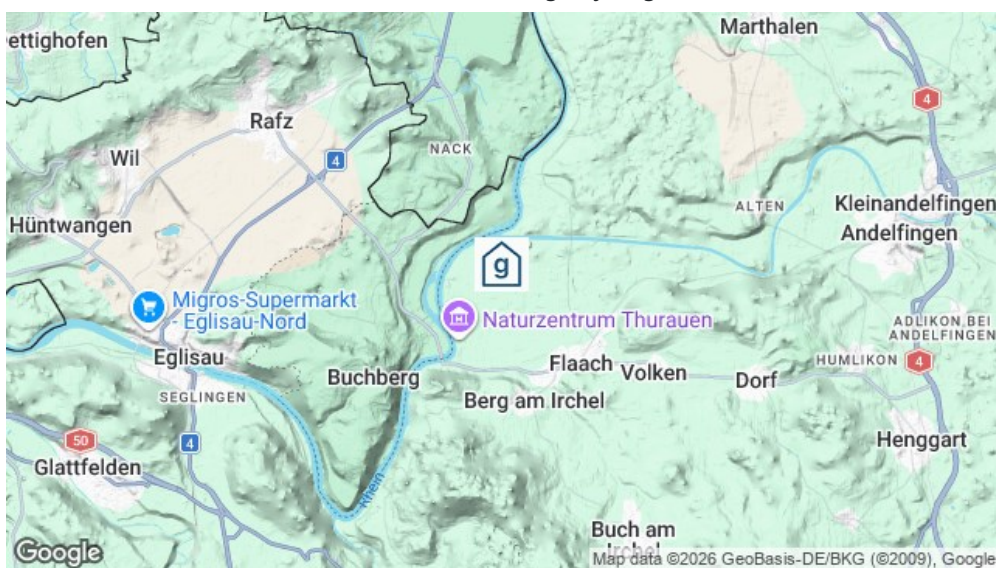 ettighofen
Marthalen
4
Rafz
NACK
4
Wil
ALTEN
Kleinandelfingen
Hüntwangen
Andelfingen
g
Migros-Supermarkt
- Eglisau-Nord
Naturzentrum Thurauen
ADLIKON BEI
ANDELFINGEN
Eglisau
Flaach
Volken
HUMLIKON
4
Buchberg
Dorf
SEGLINGEN
Berg am Irchel
50
4
Henggart
Glattfelden
Rhein
Buch am
Irchel
Google
Map data ©2026 GeoBasis-DE/BKG (©2009), Google